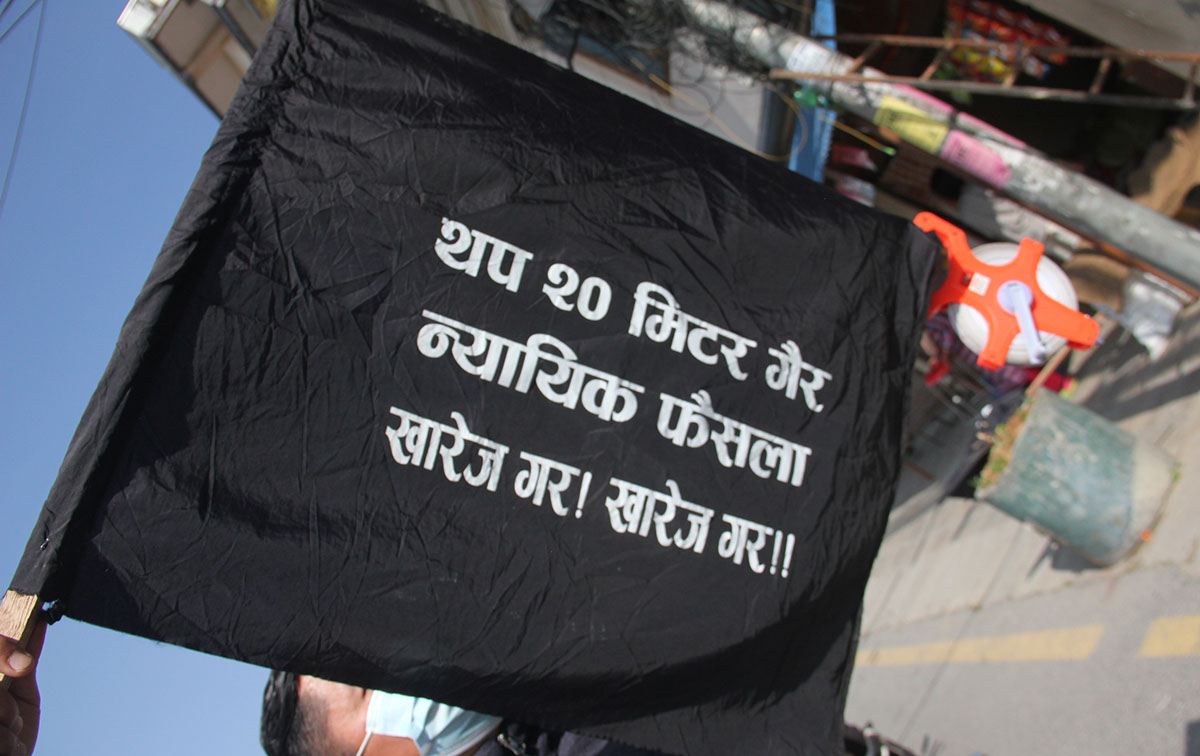 थप २० मिटर गैर
न्यायिक फैसला
खारेज गर! खारेज गर!!